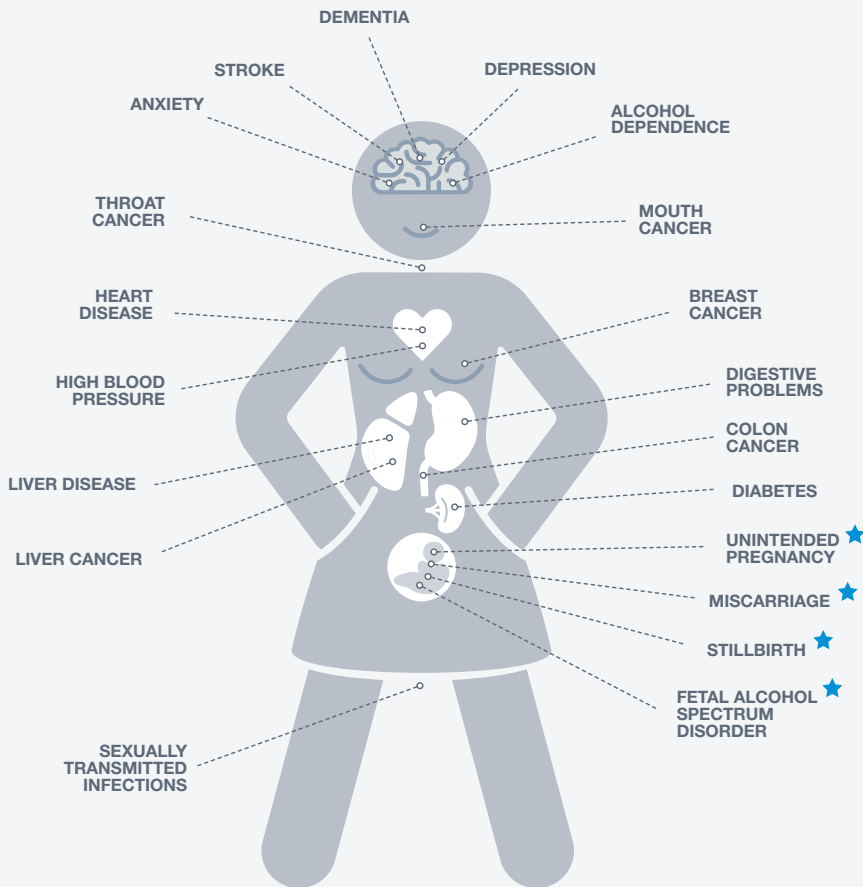 DEMENTIA
STROKE
DEPRESSION
ANXIETY
ALCOHOL
DEPENDENCE
THROAT
CANCER
MOUTH
CANCER
HEART
DISEASE
BREAST
CANCER
HIGH BLOOD
PRESSURE
DIGESTIVE
PROBLEMS
COLON
CANCER
LIVER DISEASE
DIABETES
LIVER CANCER
UNINTENDED
PREGNANCY
MISCARRIAGE
STILLBIRTH
FETAL ALCOHOL
SPECTRUM
DISORDER
SEXUALLY
TRANSMITTED
INFECTIONS